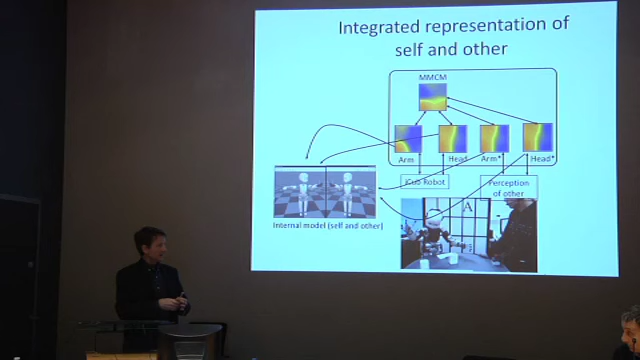 Integrated representation of
self and other
MMCM
Arm
Head
Arm*
Head*
iCub Robot
Perception
of other
Internal model (self and other)
A